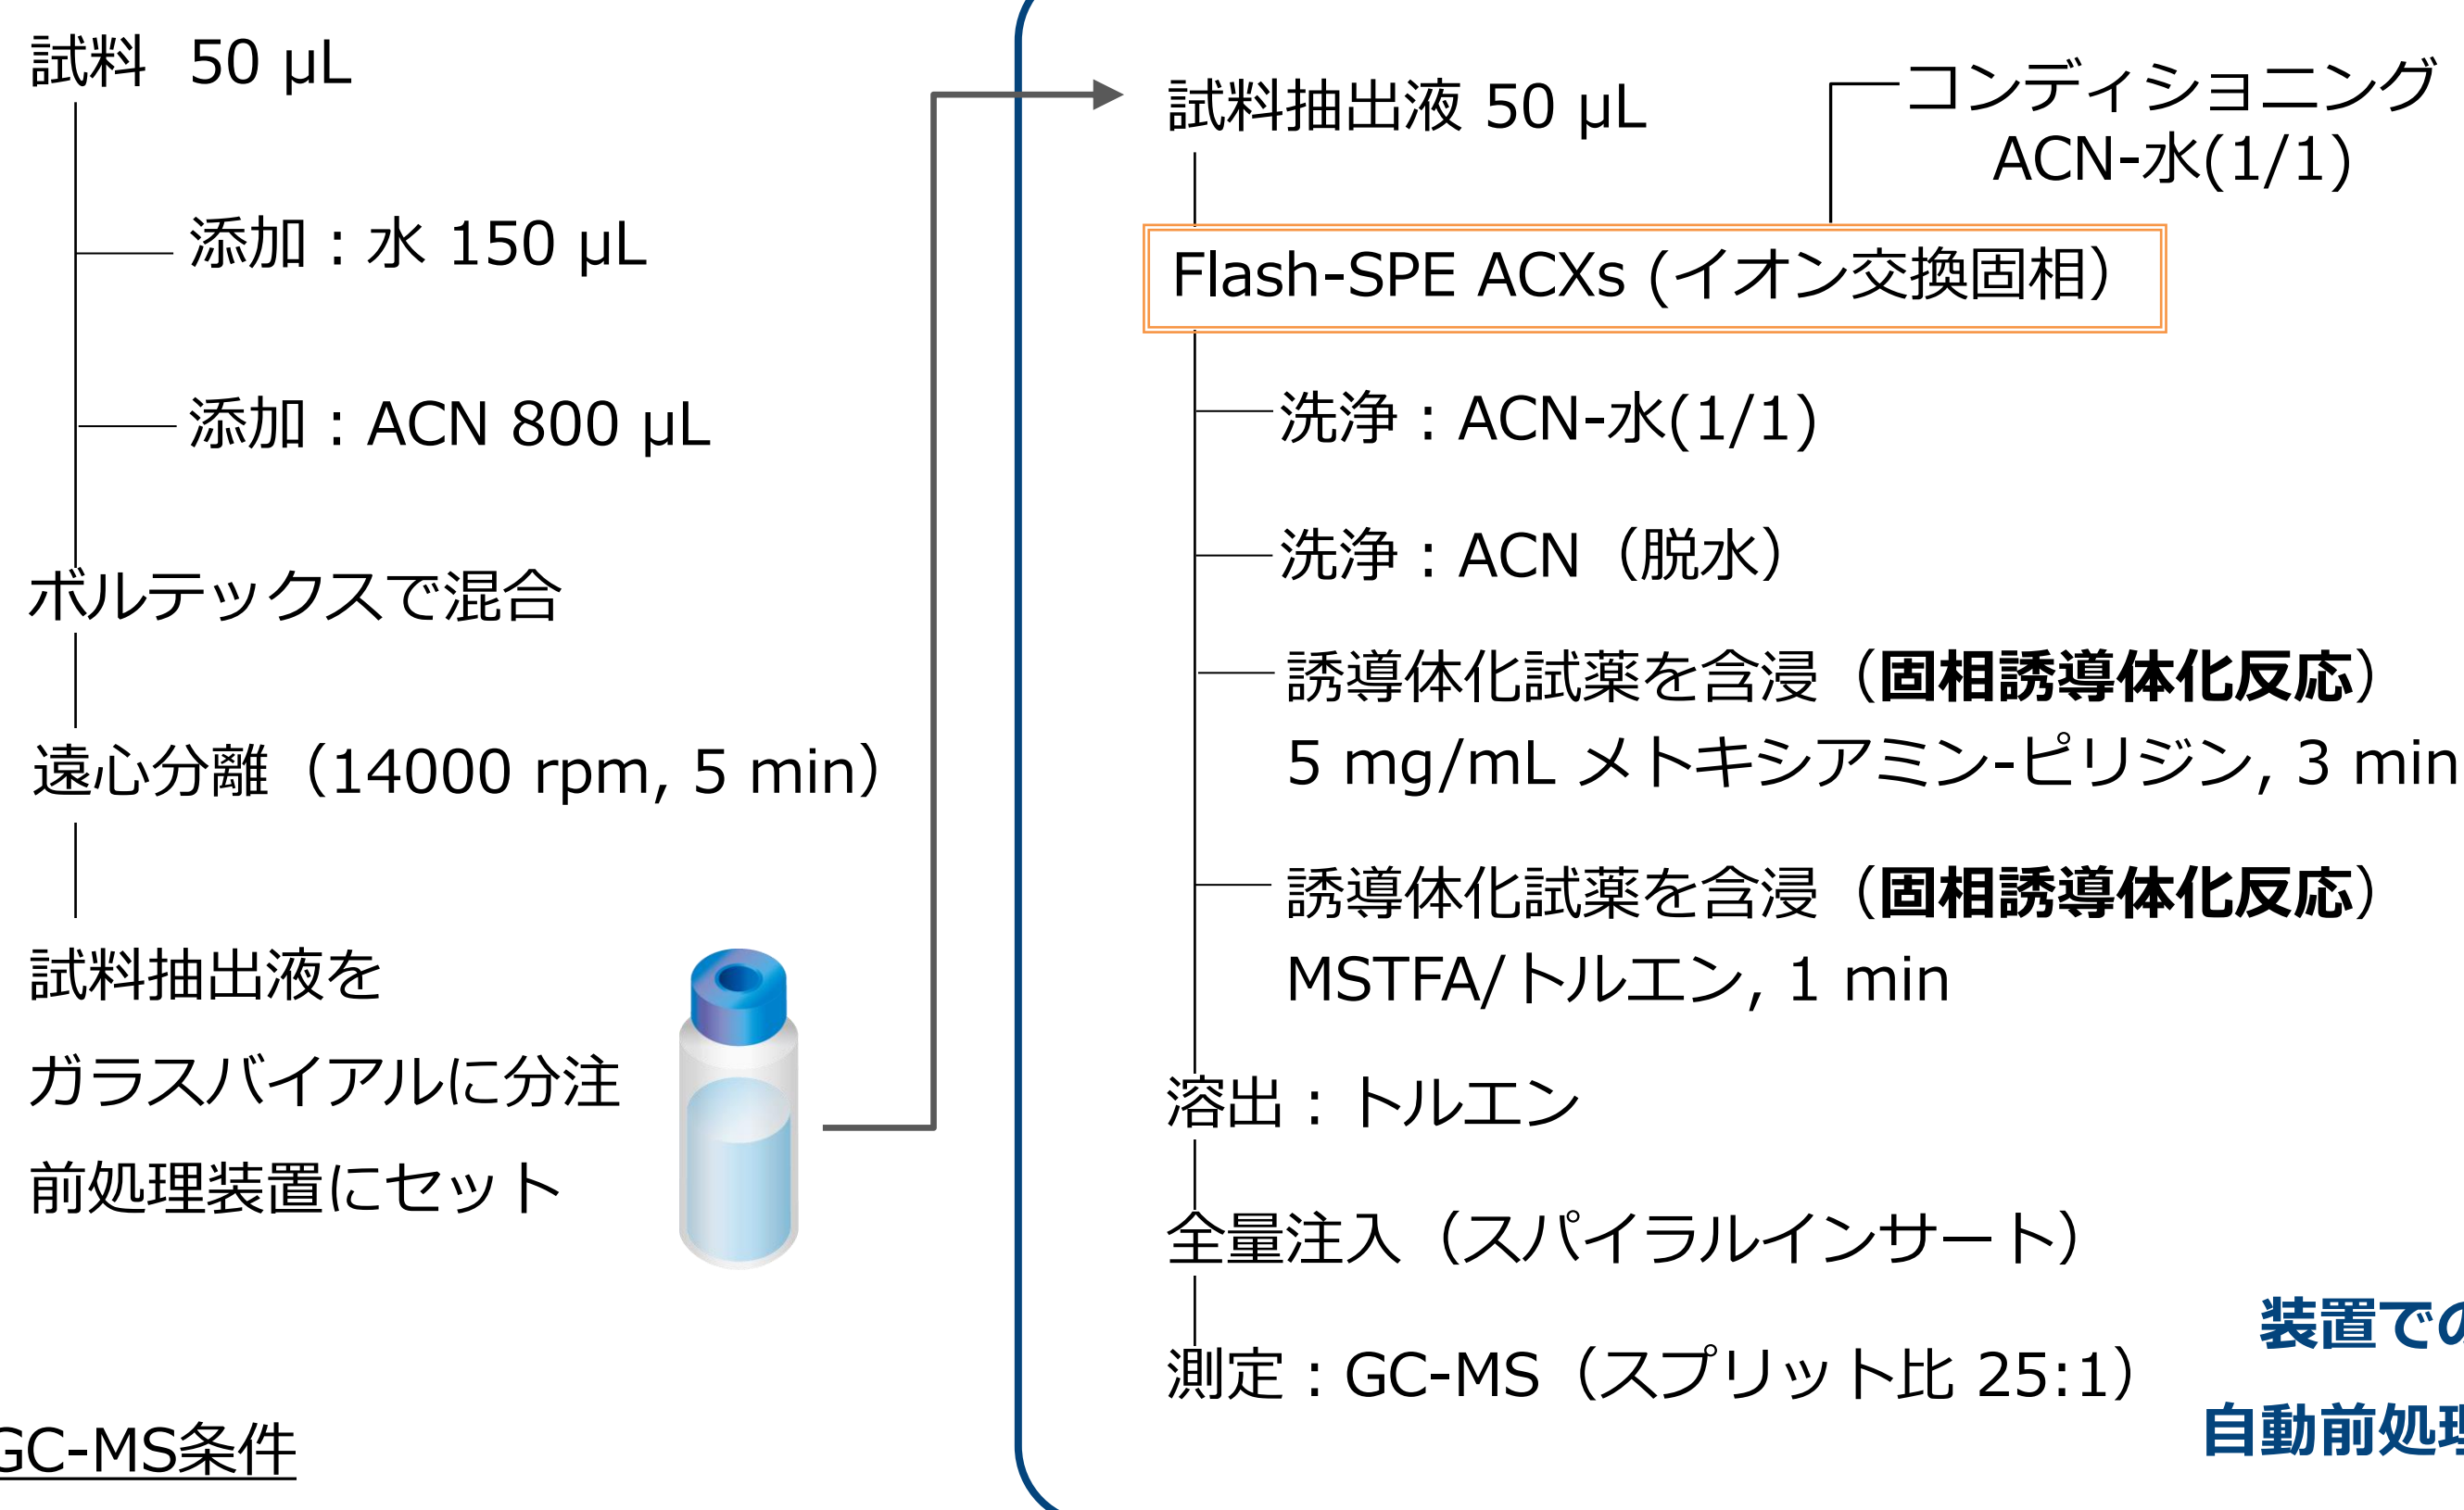 試料 50 µL
添加：水 150 µL
添加：ACN 800 µL
ボルテックスで混合
遠心分離（14000 rpm, 5 min）
試料抽出液を
ガラスバイアルに分注
前処理装置にセット
GC-MS条件
試料抽出液 50 µL
コンディショニング
ACN-水(1/1)
Flash-SPE ACXs (イオン交換固相）
洗浄：ACN-水(1/1)
洗浄：ACN（脱水）
誘導体化試薬を含浸（固相誘導体化反応）
5 mg/mL メトキシアミン-ピリジン, 3 min
誘導体化試薬を含浸（固相誘導体化反応）
MSTFA/トルエン, 1 min
溶出：トルエン
全量注入（スパイラルインサート）
測定：GC-MS（スプリット比 25:1）
装置での
自動前処理